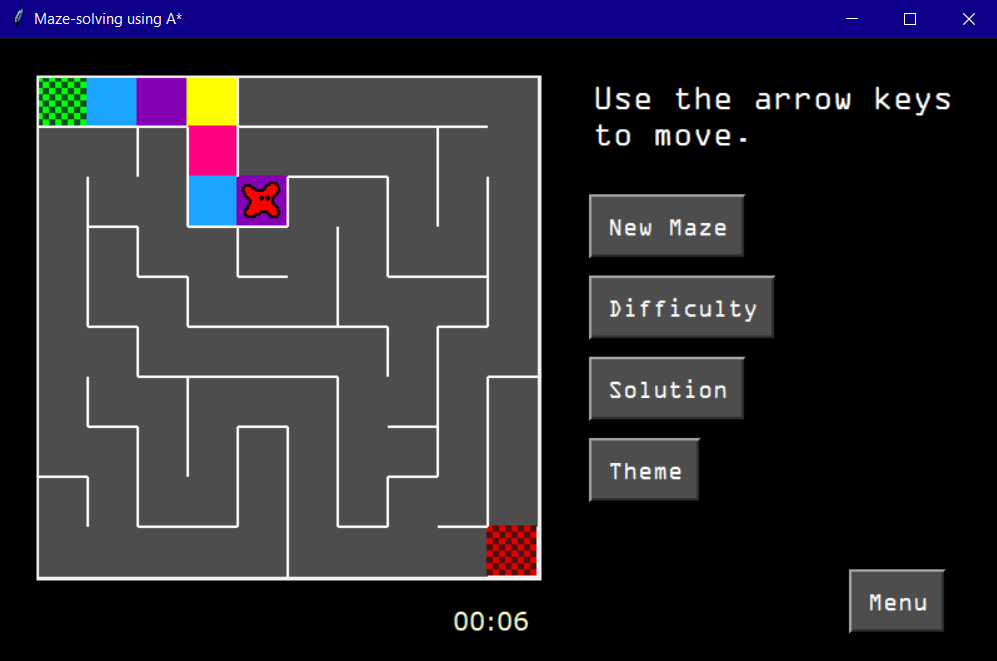 Maze-solving using A*
Use the arrow keys
to move.
New Maze
Difficulty
Solution
Theme
Menu
00:06